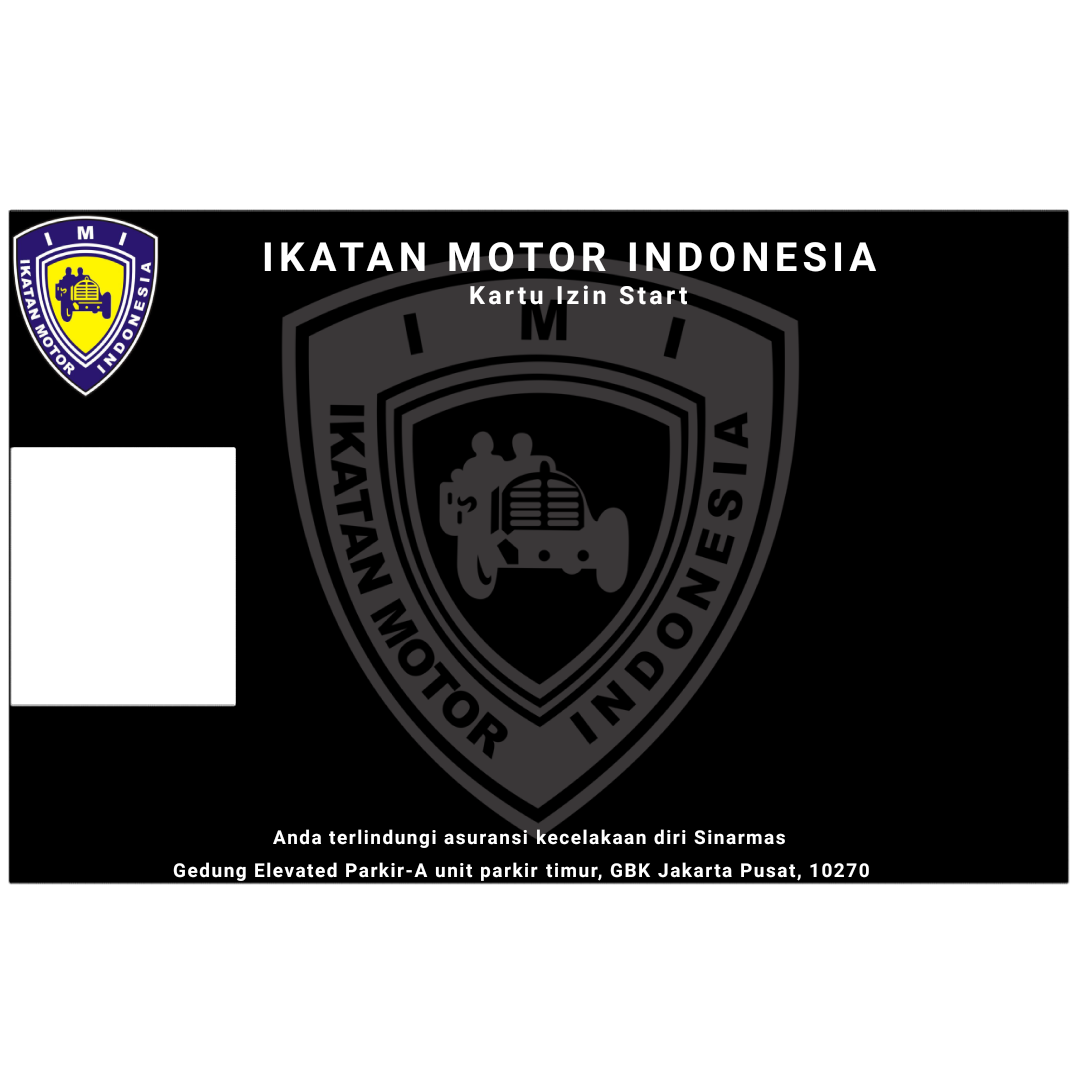 I M I
IKATAN MOTOR INDONESIA
IKATAN MOTOR INDONESIA
Kartu Izin Start
I M I
IKATAN MOTOR INDONESIA
Anda terlindungi asuransi kecelakaan diri Sinarmas
Gedung Elevated Parkir-A unit parkir timur, GBK Jakarta Pusat, 10270